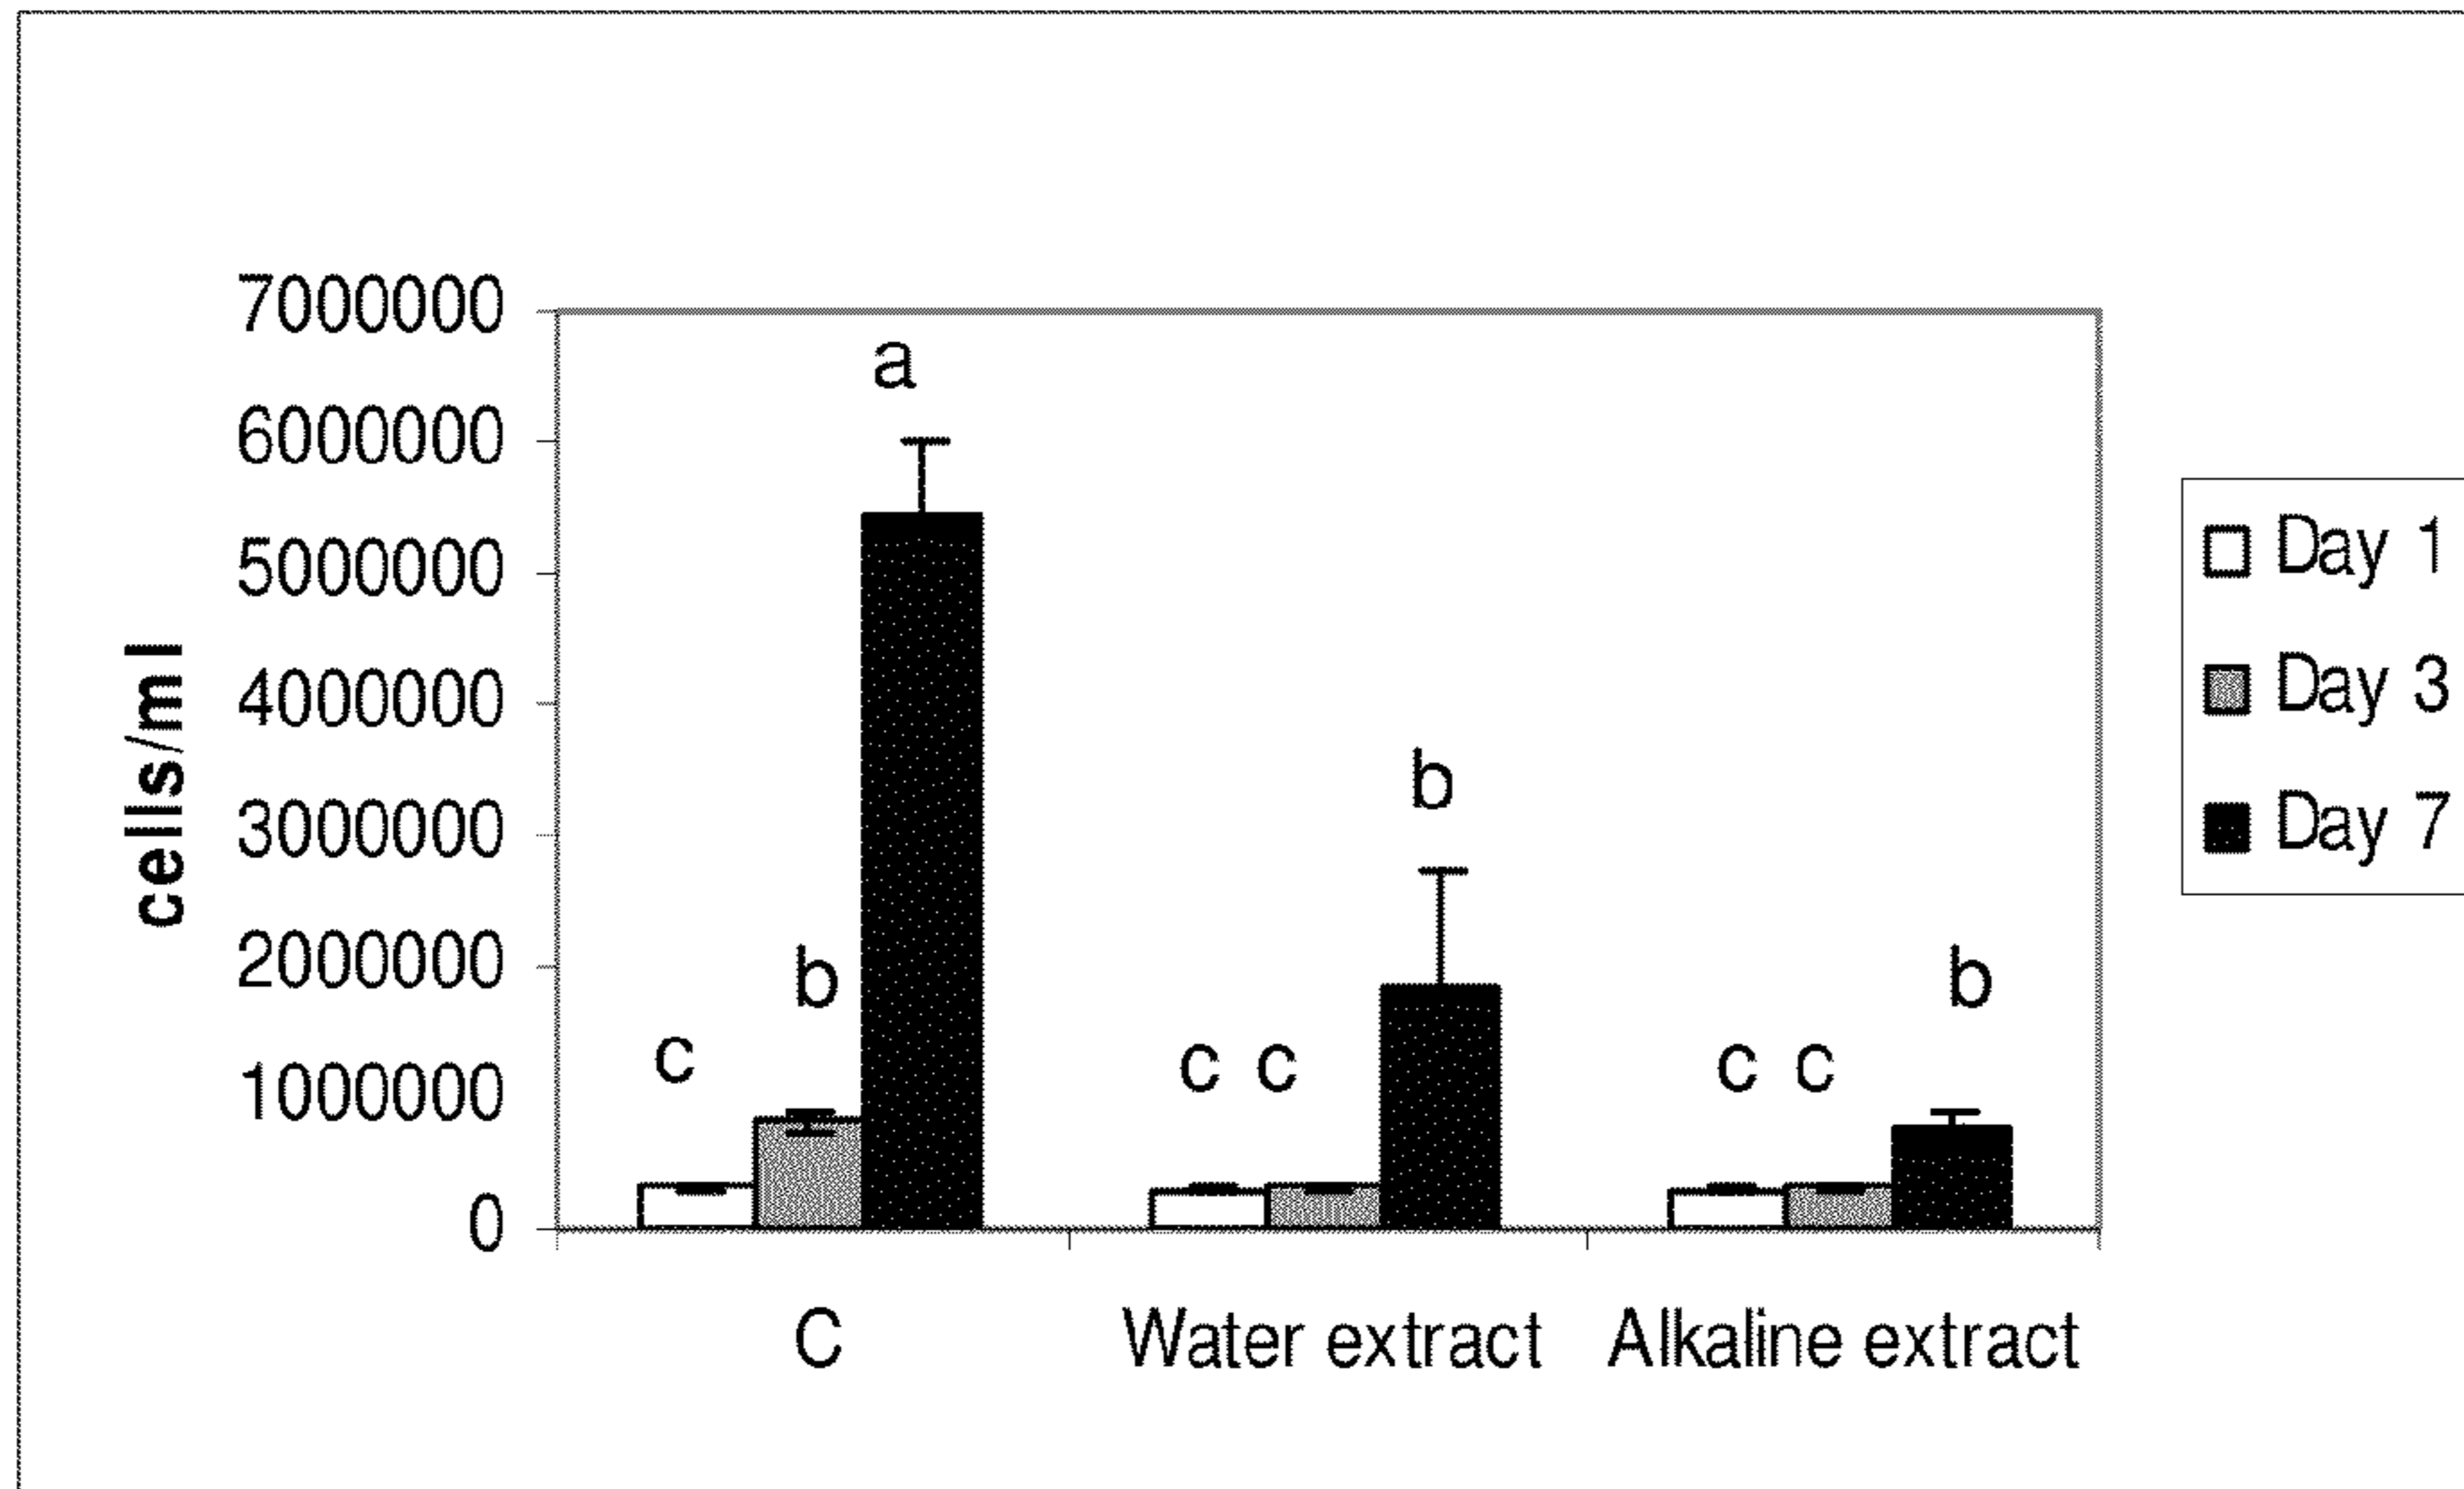 7000000
6000000
5000000
4000000
3000000
2000000
1000000
0
cells/ml
a
b
c
b
c c
b
c c
C
Water extract
Alkaline extract
Day 1
Day 3
Day 7